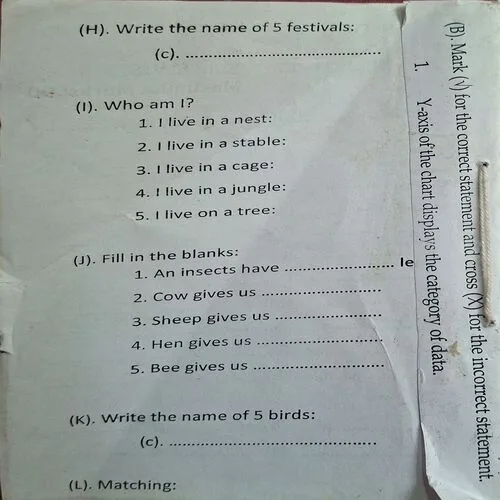 (H). Write the name of 5 festivals:
(c). ......................................
(I). Who am I?
1. I live in a nest:
2. I live in a stable:
3. I live in a cage:
4. I live in a jungle:
5. I live on a tree:
(J). Fill in the blanks:
1. An insects have ...................... le
2. Cow gives us ......................
3. Sheep gives us ....................
4. Hen gives us .......................
5. Bee gives us .......................
(K). Write the name of 5 birds:
(c). ..........................................
(L). Matching:
(B). Mark (√) for the correct statement and cross (X) for the incorrect statement.
1. Y-axis of the chart displays the category of data.